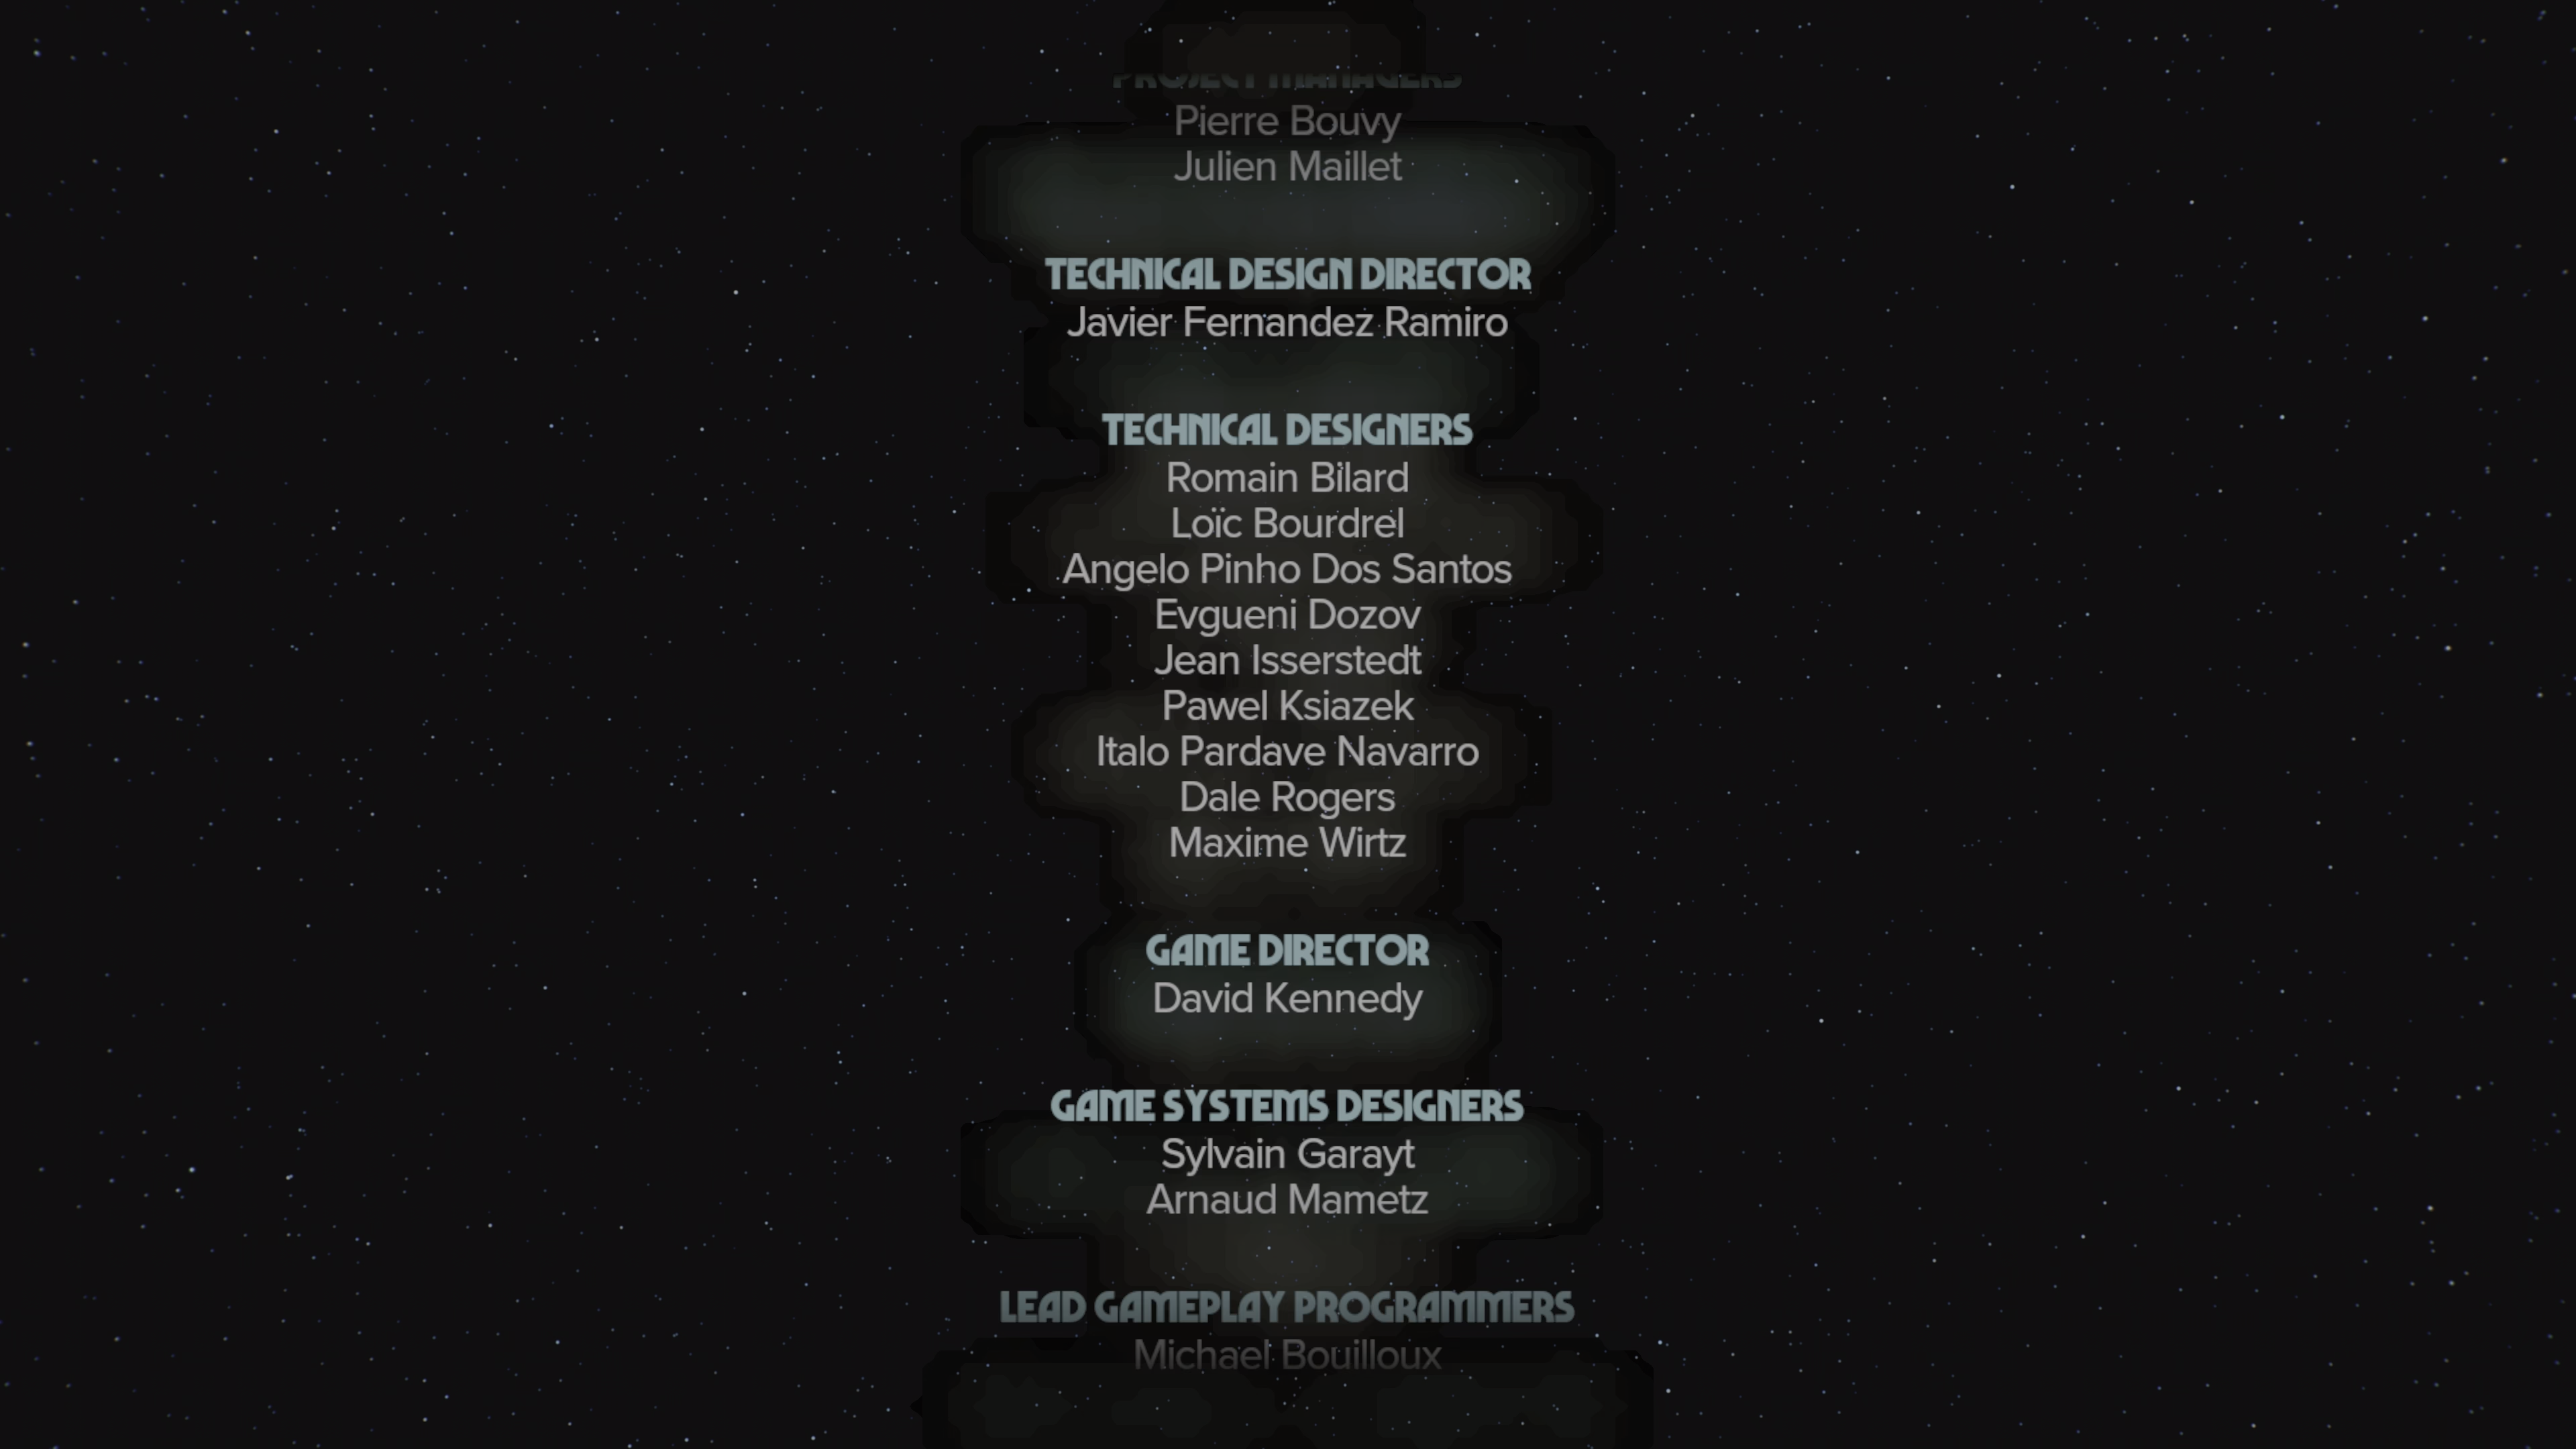 PROJECT MANAGERS
Pierre Bouvy
Julien Maillet
TECHNICAL DESIGN DIRECTOR
Javier Fernandez Ramiro
TECHNICAL DESIGNERS
Romain Bilard
Loïc Bourdrel
Angelo Pinho Dos Santos
Evgueni Dozov
Jean Isserstedt
Pawel Ksiazek
Italo Pardave Navarro
Dale Rogers
Maxime Wirtz
GAME DIRECTOR
David Kennedy
GAME SYSTEMS DESIGNERS
Sylvain Garayt
Arnaud Mametz
LEAD GAMEPLAY PROGRAMMERS
Michael Bouilloux